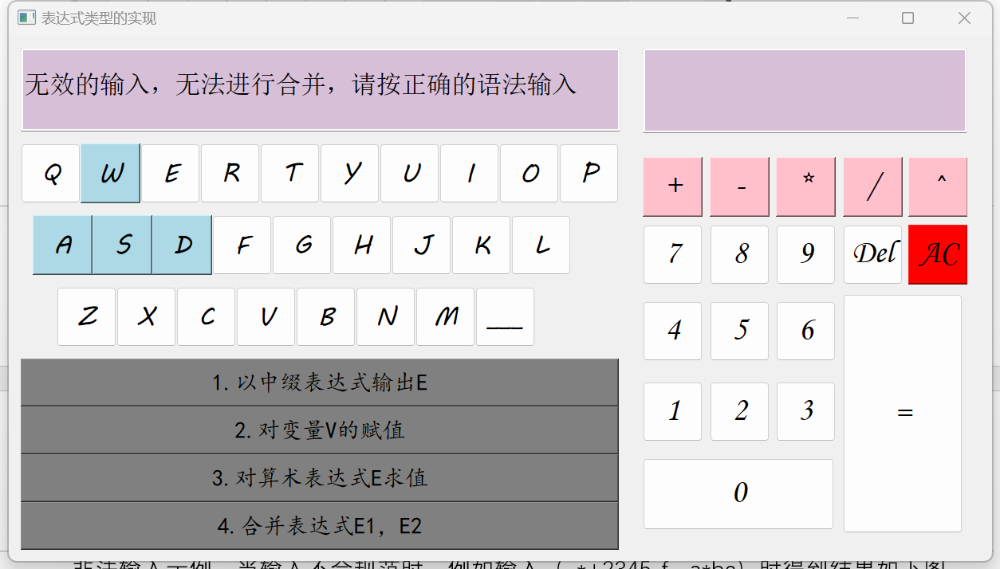 表达式类型的实现
无效的输入，无法进行合并，请按正确的语法输入
Q W E R T Y U I O P
A S D F G H J K L
Z X C V B N M __
1.以中缀表达式输出E
2.对变量V的赋值
3.对算术表达式E求值
4.合并表达式E1，E2
+ - * / ^
7 8 9 Del AC
4 5 6
1 2 3 =
0